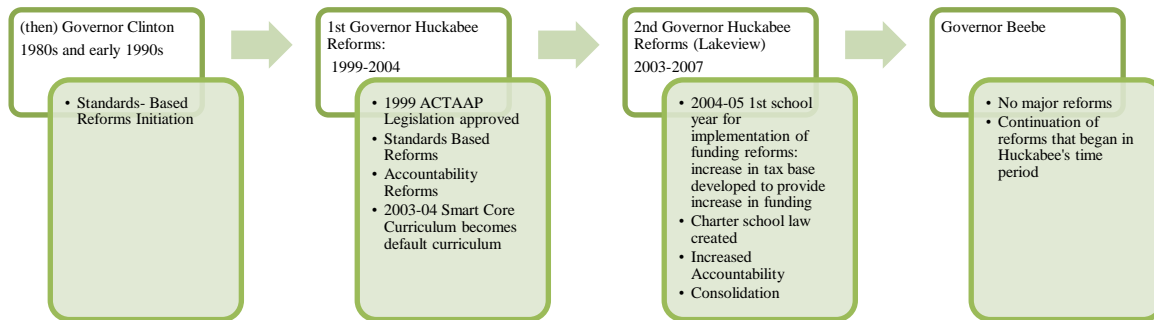 (then) Governor Clinton
1980s and early 1990s
• Standards- Based
Reforms Initiation
1st Governor Huckabee
Reforms:
1999-2004
• 1999 ACTAAP
Legislation approved
• Standards Based
Reforms
• Accountability
Reforms
• 2003-04 Smart Core
Curriculum becomes
default curriculum
2nd Governor Huckabee
Reforms (Lakeview)
2003-2007
• 2004-05 1st school
year for
implementation of
funding reforms:
increase in tax base
developed to provide
increase in funding
• Charter school law
created
• Increased
Accountability
• Consolidation
Governor Beebe
• No major reforms
• Continuation of
reforms that began in
Huckabee's time
period